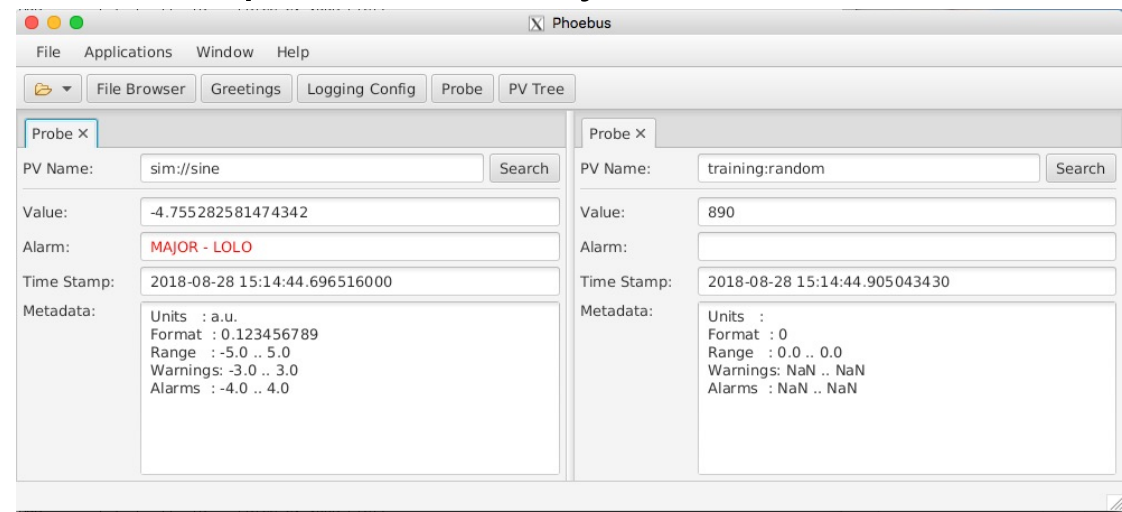 Phoebus
File Applications Window Help
File Browser Greetings Logging Config Probe PV Tree
Probe ×
PV Name: sim://sine Search
Value: -4.755282581474342
Alarm: MAJOR - LOLO
Time Stamp: 2018-08-28 15:14:44.696516000
Metadata: Units : a.u.
Format : 0.123456789
Range : -5.0 .. 5.0
Warnings: -3.0 .. 3.0
Alarms : -4.0 .. 4.0
Probe ×
PV Name: training:random Search
Value: 890
Alarm:
Time Stamp: 2018-08-28 15:14:44.905043430
Metadata: Units :
Format : 0
Range : 0.0 .. 0.0
Warnings: NaN .. NaN
Alarms : NaN .. NaN